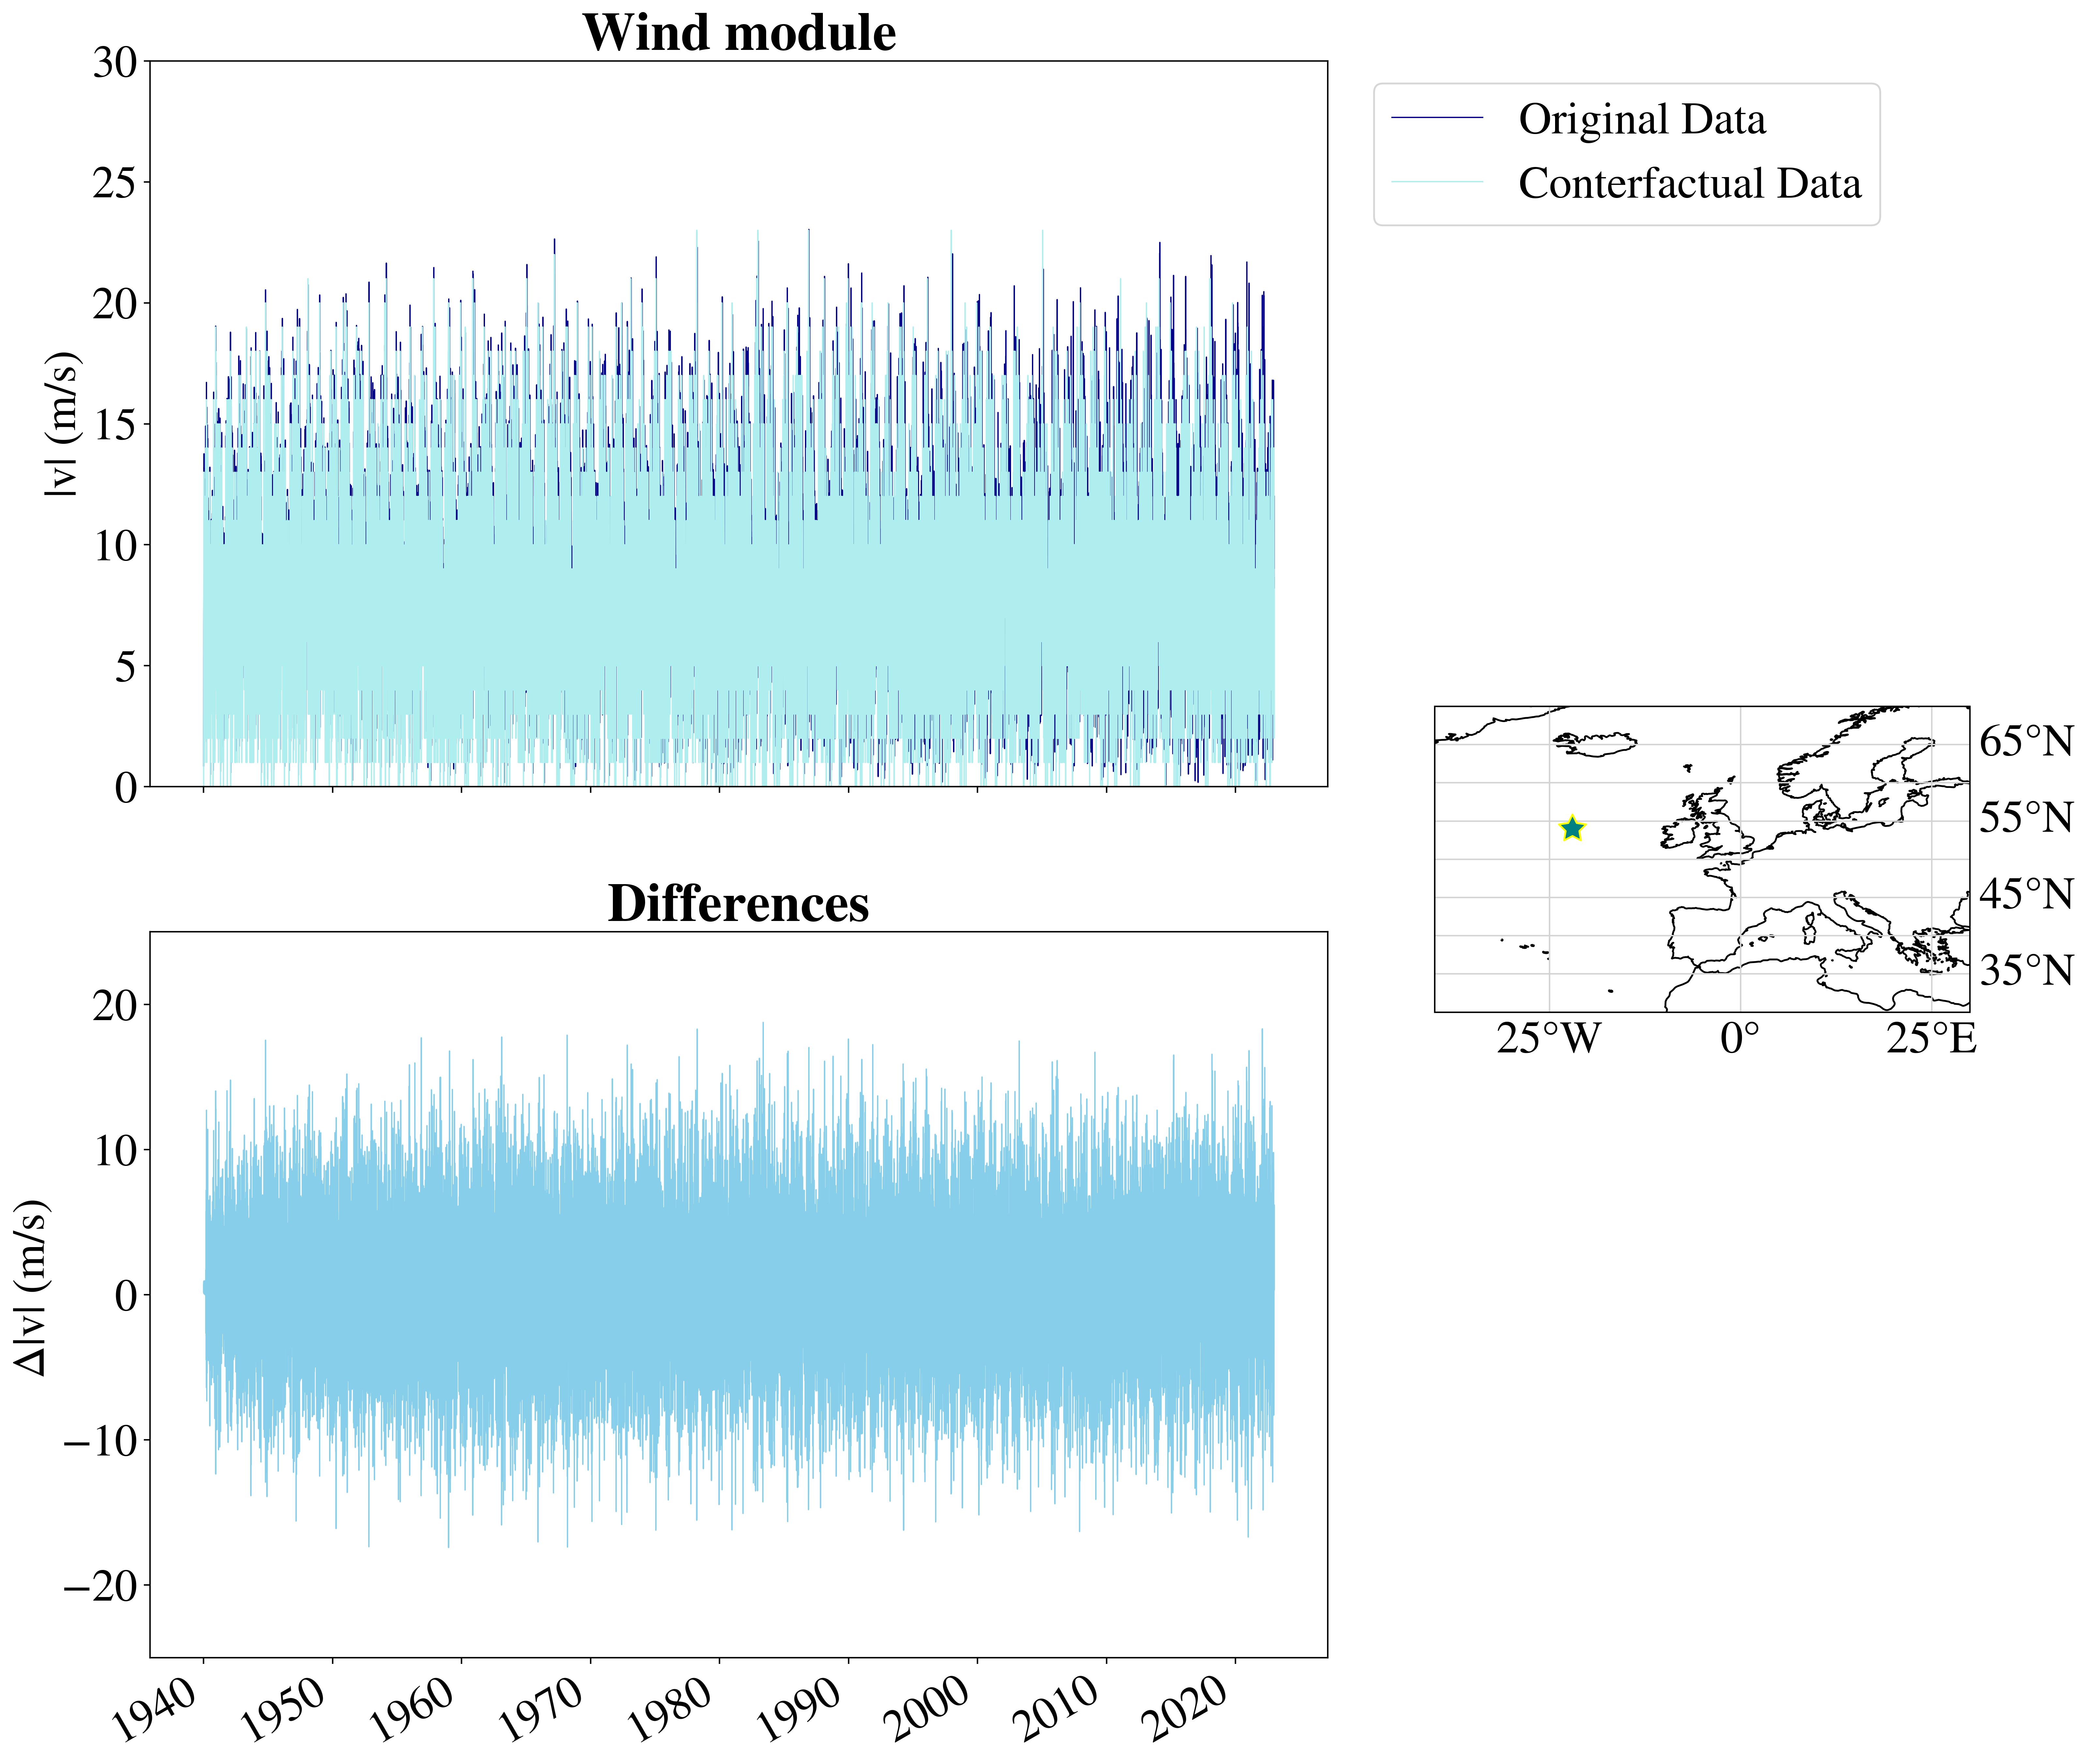 Wind module
30
25
20
15
10
5
0
|v| (m/s)
Original Data
Conterfactual Data
65°N
55°N
45°N
35°N
25°W 0° 25°E
Differences
20
10
0
−10
−20
Δ|v| (m/s)
1940 1950 1960 1970 1980 1990 2000 2010 2020